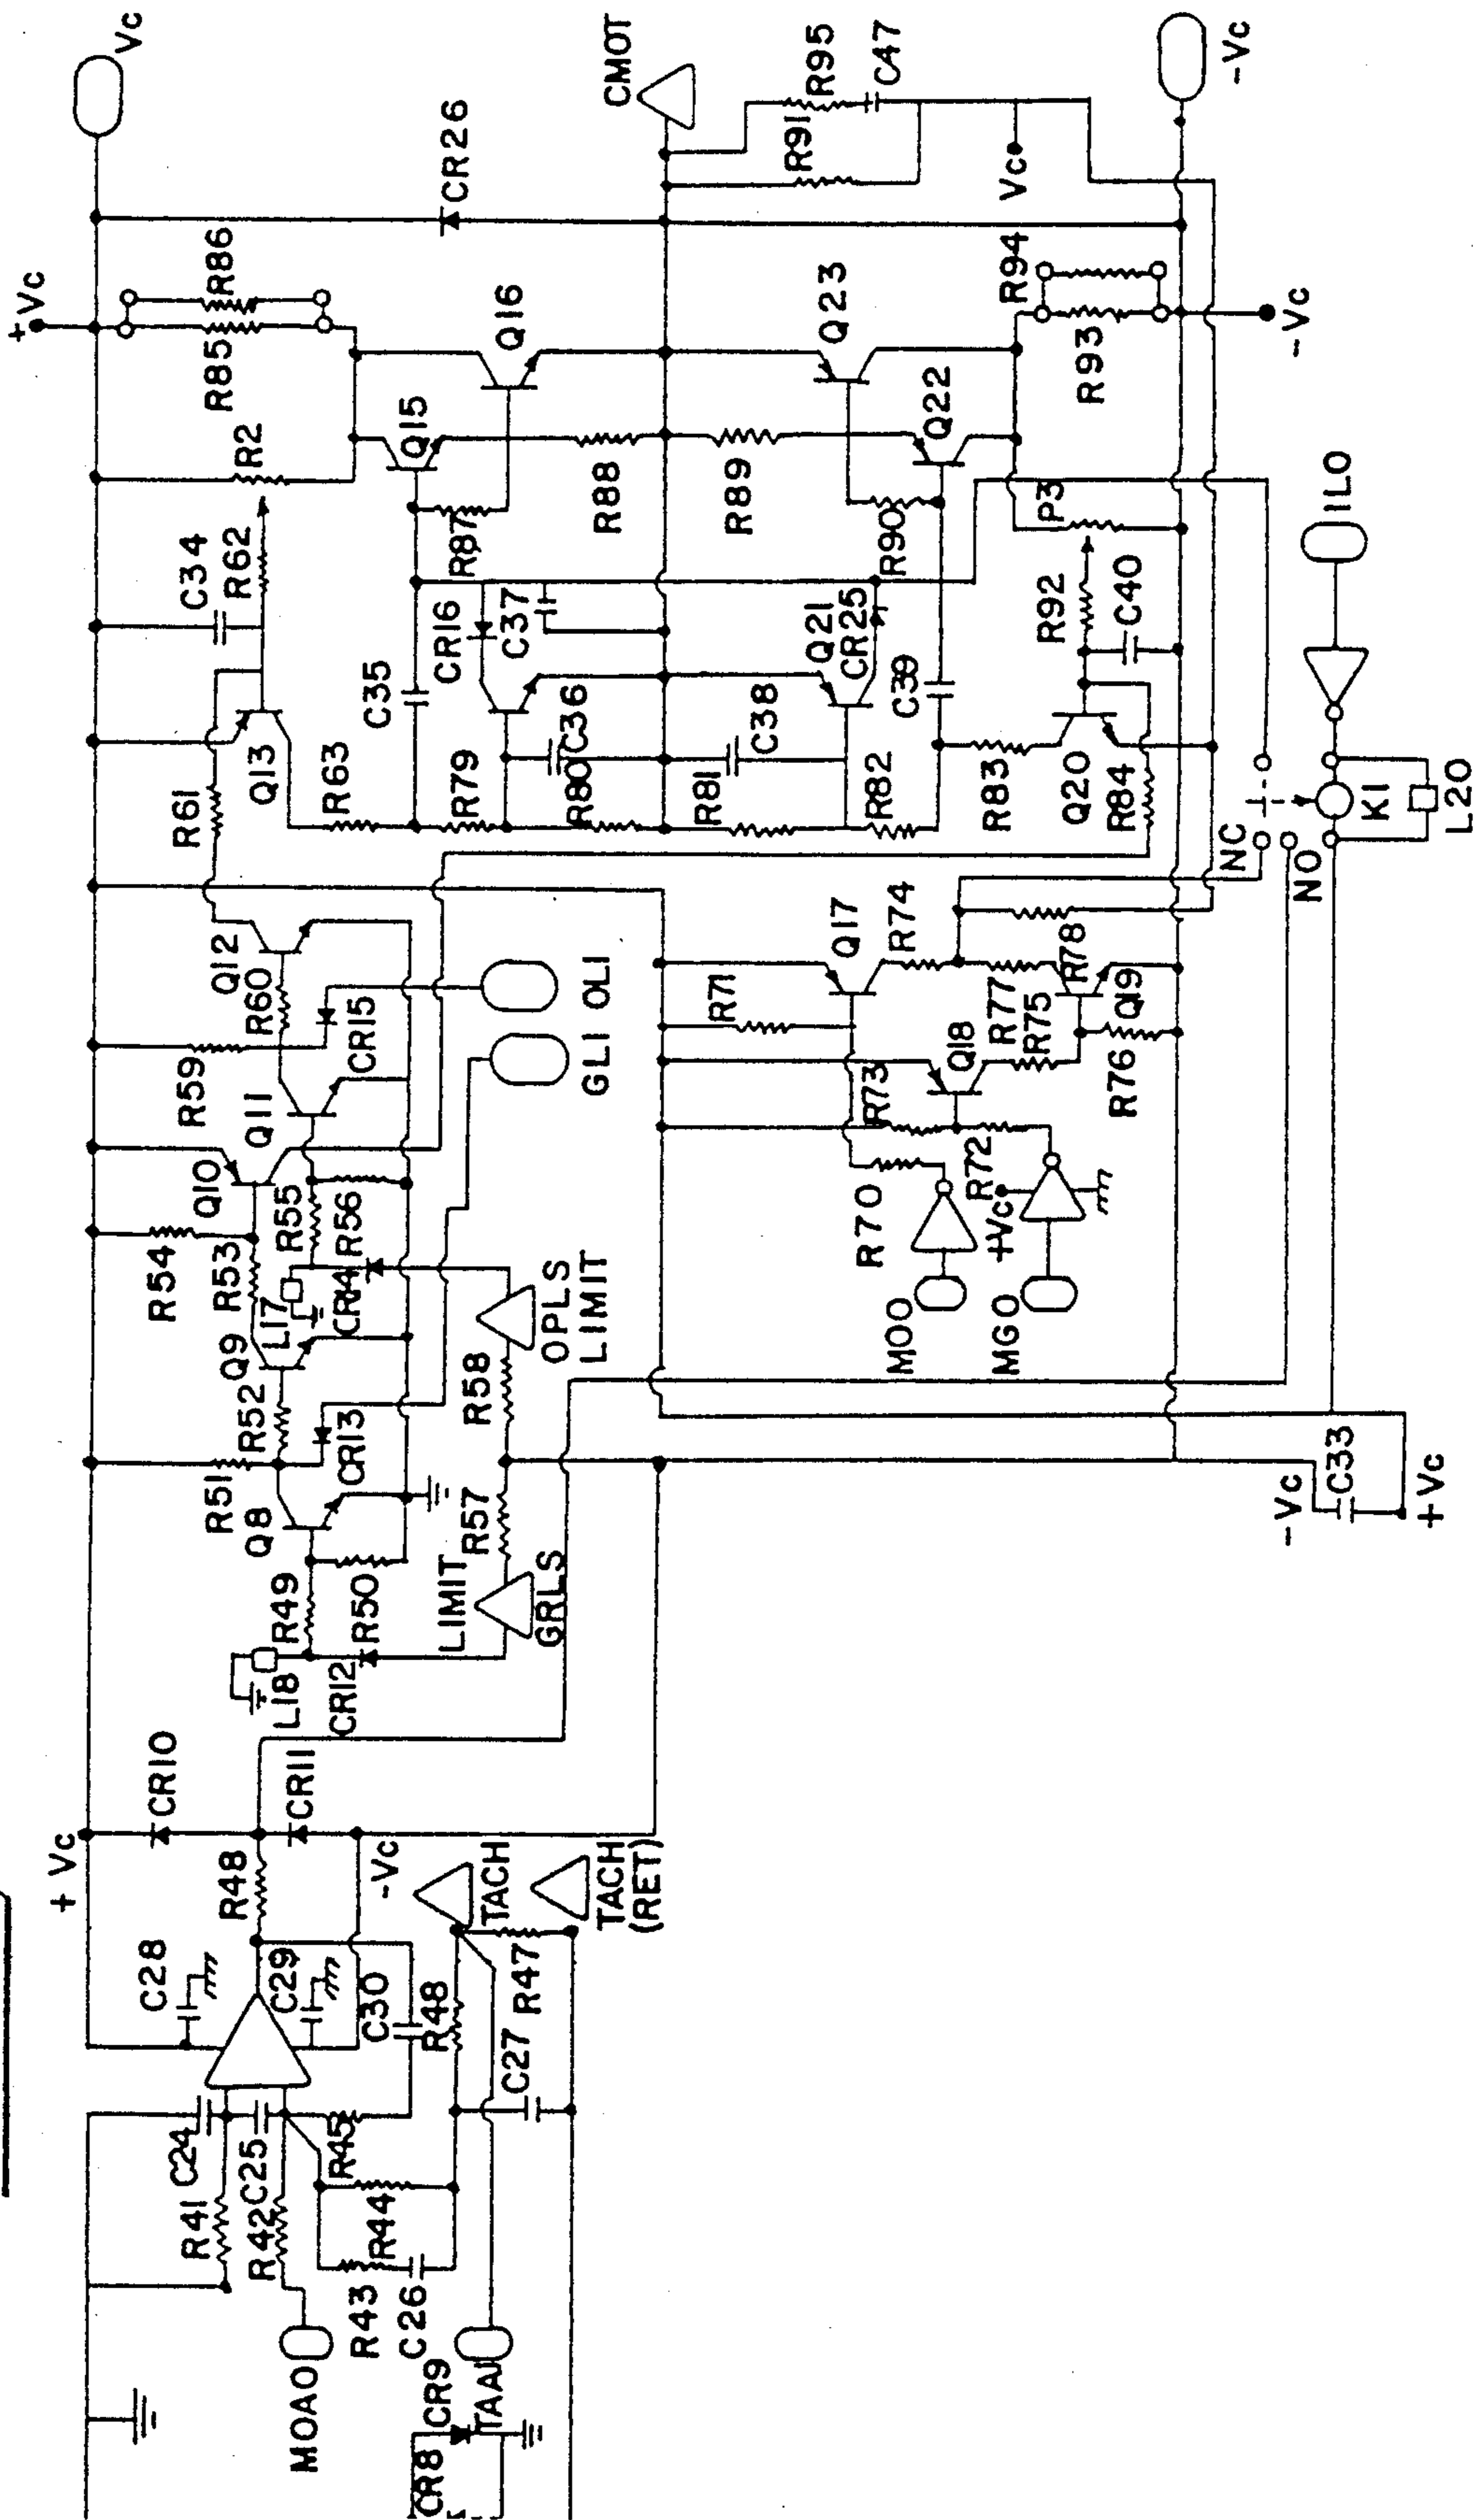 Vc
+Vc
CR26
CMOT
R95
C47
R91
Vc
-Vc
R86
R85
R2
Q16
Q15
Q23
Q22
R94
R93
-Vc
C34
R62
R87
R88
R89
R90
P3
IL0
C35
CR16
C37
Q21
CR25
R92
C40
Q13
R61
R63
R79
C36
R80
C38
R81
R82
C39
R83
Q20
R84
K1
L20
NC
NO
Q12
R60
CR15
R59
Q11
OLI
GLI
R71
Q17
R74
R78
R77
R75
Q19
Q18
R76
R73
R72
R70
+Vc
MOO
MGO
Q10
R55
R56
R54
R53
L17
CR14
Q9
R52
OPLS
LIMIT
R58
R51
CR13
Q8
R57
R49
R50
LIMIT
GRLS
L18
CR12
-Vc
C33
+Vc
CR10
CR11
+Vc
R48
-Vc
TACH
TACH
(RET)
C28
C29
C30
R48
R47
C27
C24
C25
R45
R41
R42
R44
R43
C26
MOAO
CR9
TAAI
CR8